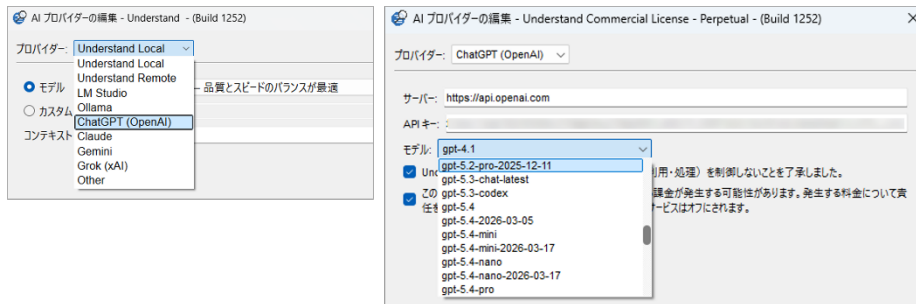 AI プロバイダーの編集 - Understand - (Build 1252)
プロバイダー: Understand Local
Understand Local
Understand Remote
LM Studio
モデル
– 品質とスピードのバランスが最適
Ollama
カスタム
ChatGPT (OpenAI)
コンテキスト
Claude
Gemini
Grok (xAI)
Other
AI プロバイダーの編集 - Understand Commercial License - Perpetual - (Build 1252)
プロバイダー: ChatGPT (OpenAI)
サーバー: https://api.openai.com
API キー:
モデル: gpt-4.1
gpt-5.2-pro-2025-12-11
Und
利用・処理）を制御しないことを了承しました。
gpt-5.3-chat-latest
gpt-5.3-codex
この
課金が発生する可能性があります。発生する料金について責
gpt-5.4
任を
サービスはオフにされます。
gpt-5.4-2026-03-05
gpt-5.4-mini
gpt-5.4-mini-2026-03-17
gpt-5.4-nano
gpt-5.4-nano-2026-03-17
gpt-5.4-pro